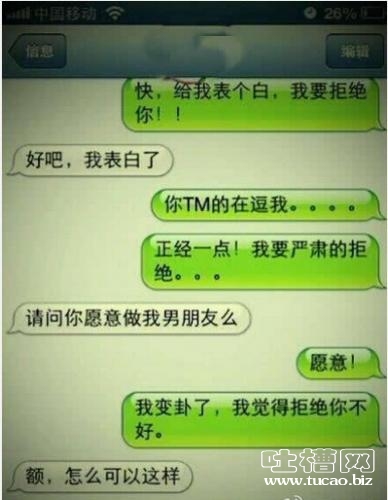 中国移动 26%
信息 编辑
快，给我表个白，我要拒绝
你！！
好吧，我表白了
你TM的在逗我。。。。
正经一点！我要严肃的拒
绝。。。
请问你愿意做我男朋友么
愿意！
我变卦了，我觉得拒绝你不
好。
额，怎么可以这样
吐槽网
www.tucao.biz